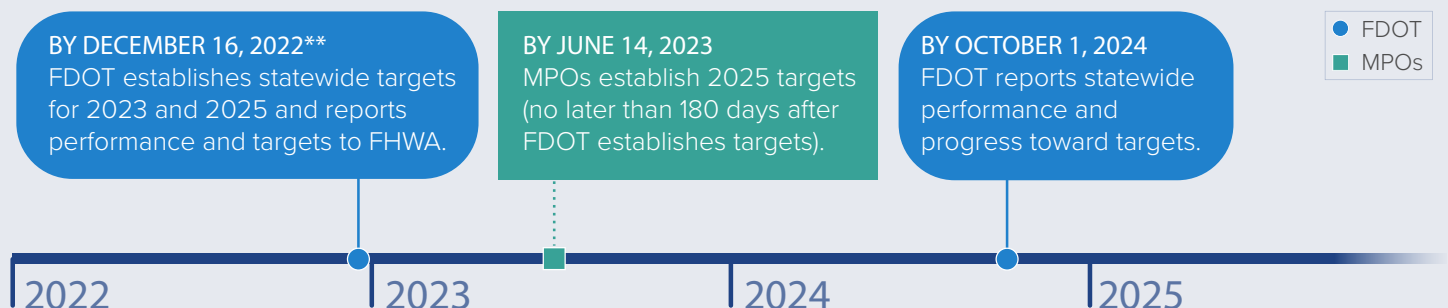 BY DECEMBER 16, 2022**
FDOT establishes statewide targets
for 2023 and 2025 and reports
performance and targets to FHWA.
BY JUNE 14, 2023
MPOs establish 2025 targets
(no later than 180 days after
FDOT establishes targets).
BY OCTOBER 1, 2024
FDOT reports statewide
performance and
progress toward targets.
FDOT
MPOs
2022
2023
2024
2025